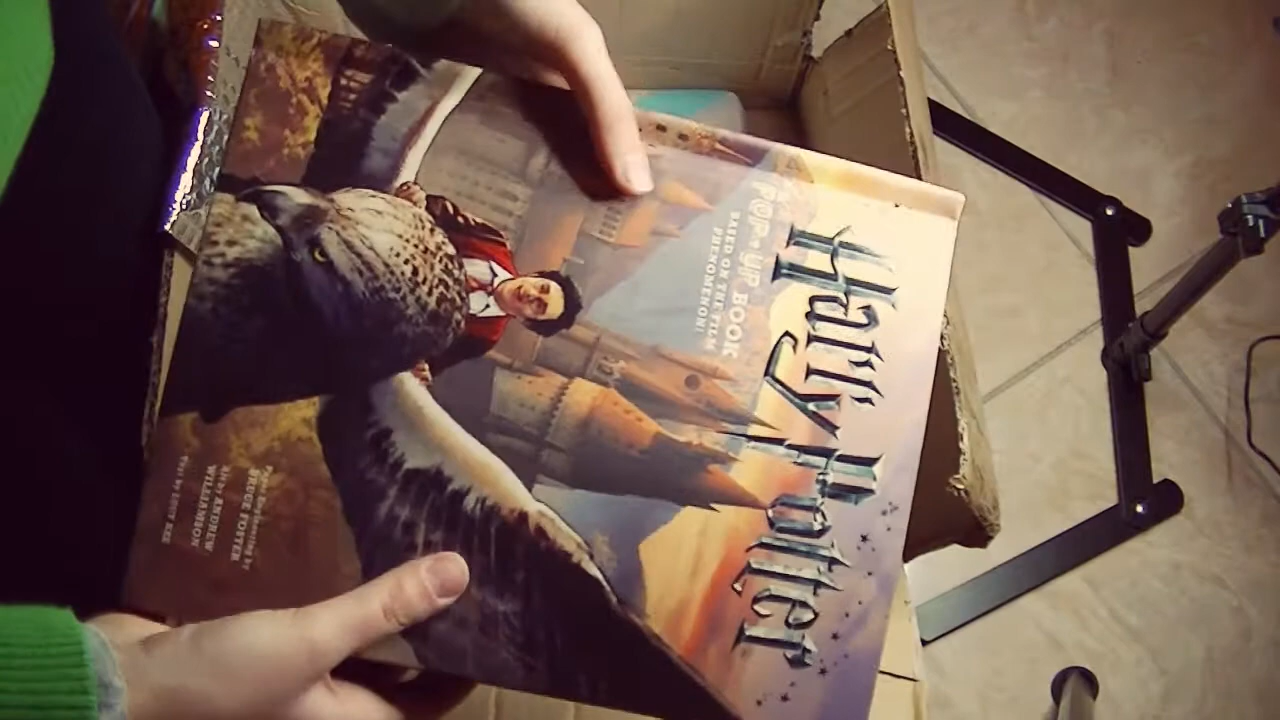 Harry Potter
A
POP-UP BOOK
BASED ON THE FILM
PHENOMENON!
Paper Engineering by
BRUCE FOSTER
Art by ANDREW
WILLIAMSON
Text by LUCY KEE